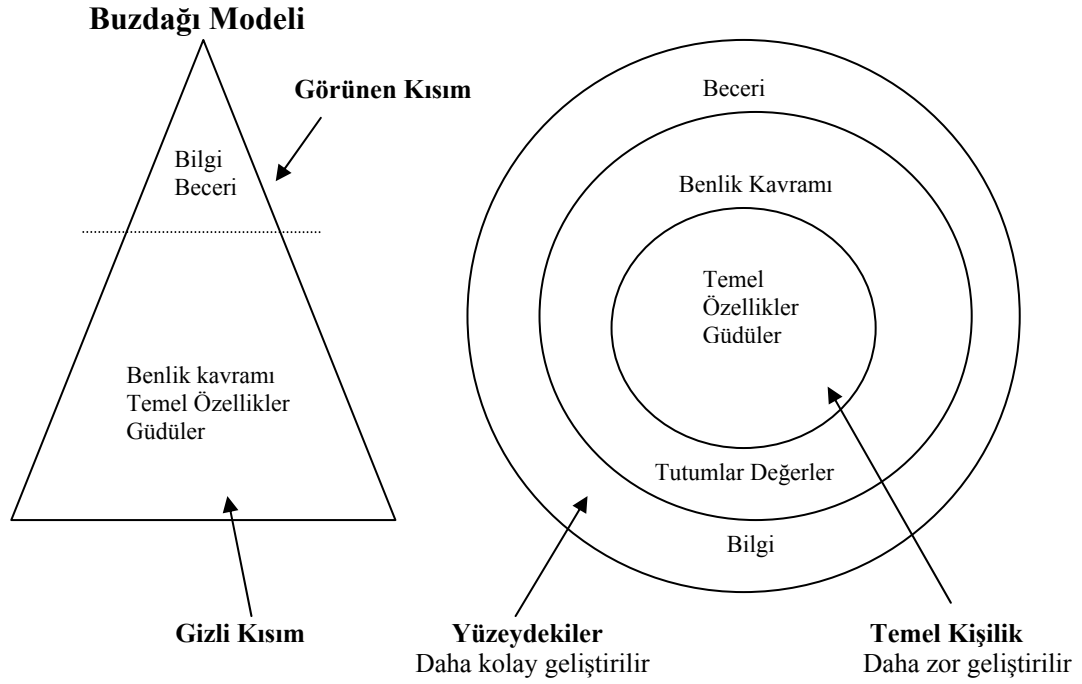 Buzdağı Modeli
Görünen Kısım
Bilgi
Beceri
Benlik kavramı
Temel Özellikler
Güdüler
Gizli Kısım
Beceri
Benlik Kavramı
Temel
Özellikler
Güdüler
Tutumlar Değerler
Bilgi
Yüzeydekiler
Daha kolay geliştirilir
Temel Kişilik
Daha zor geliştirilir